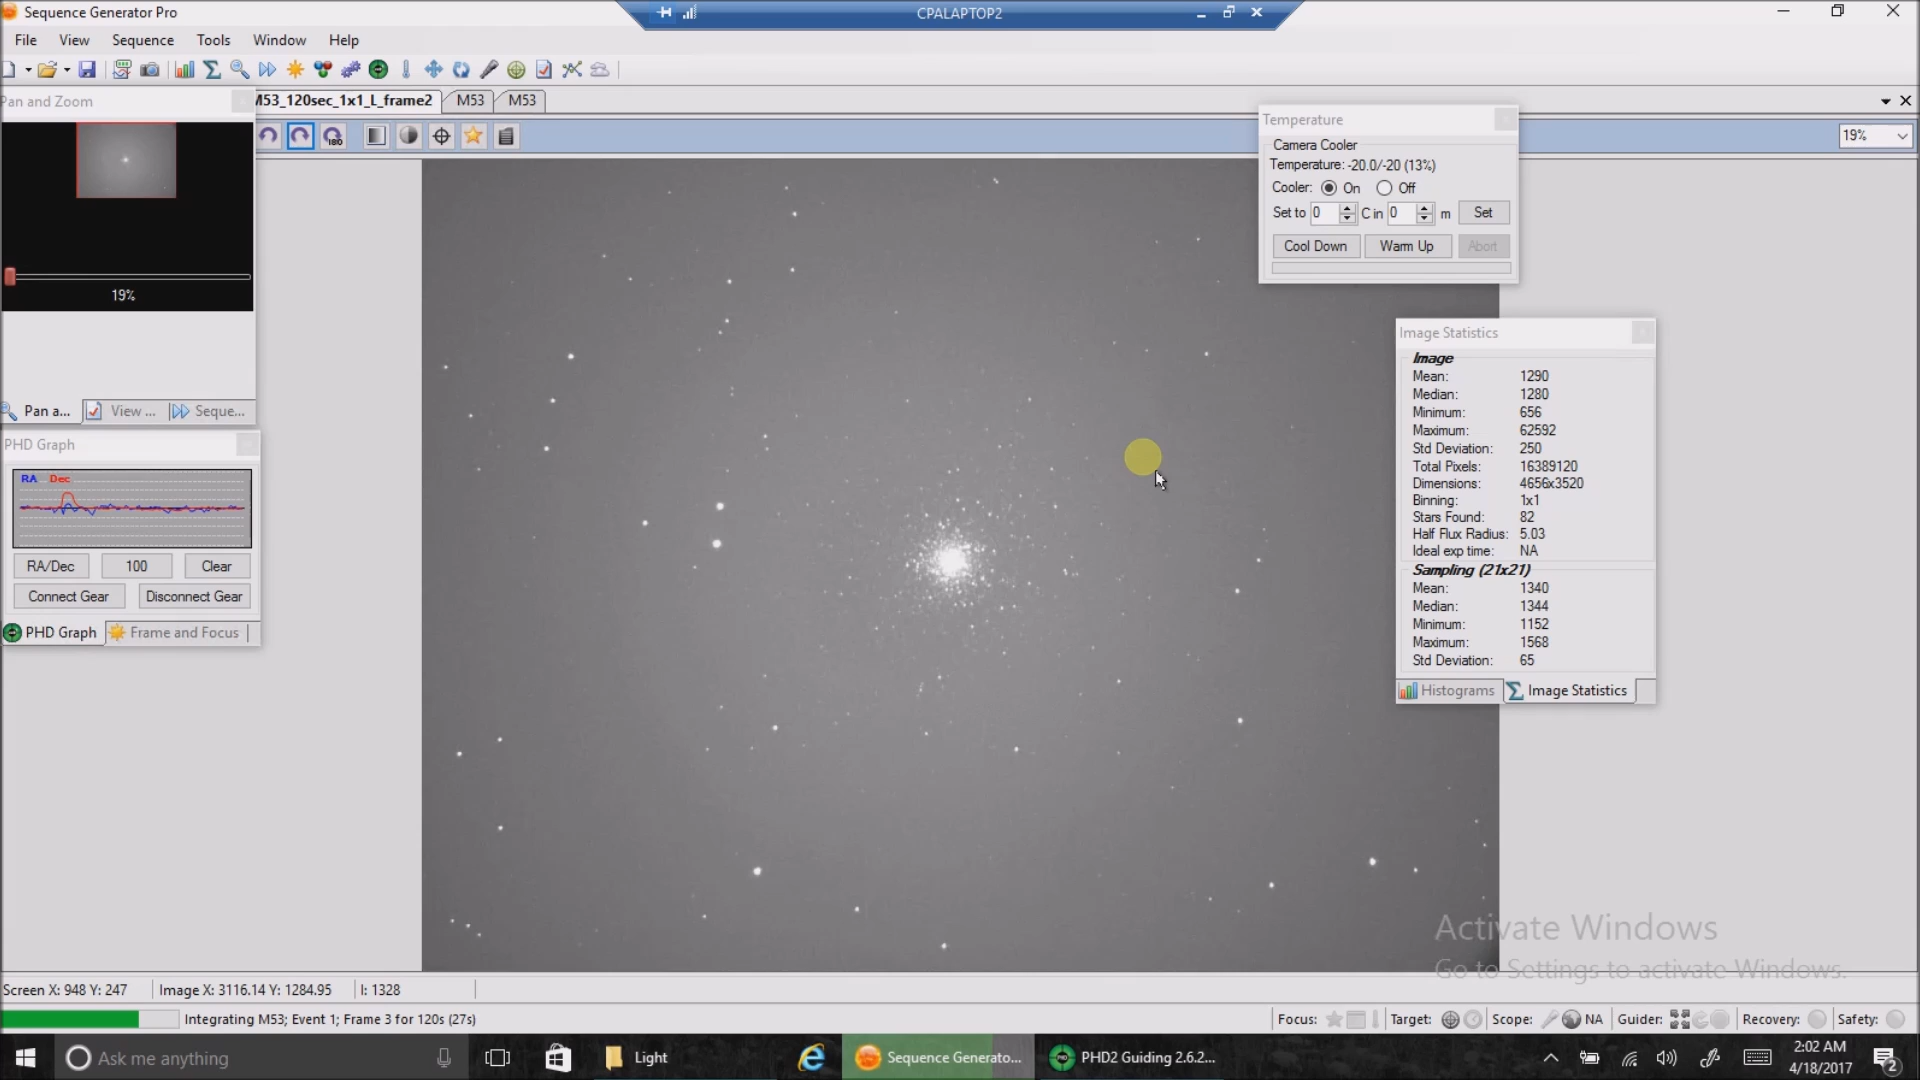 Sequence Generator Pro
CPALAPTOP2
File View Sequence Tools Window Help
Pan and Zoom
M53_120sec_1x1_L_frame2 M53 M53
180
19%
19%
Pan a... View ... Seque...
PHD Graph
RA Dec
RA/Dec 100 Clear
Connect Gear Disconnect Gear
PHD Graph Frame and Focus
Temperature
Camera Cooler
Temperature: -20.0/-20 (13%)
Cooler: On Off
Set to 0 C in 0 m Set
Cool Down Warm Up Abort
Image Statistics
Image
Mean: 1290
Median: 1280
Minimum: 656
Maximum: 62592
Std Deviation: 250
Total Pixels: 16389120
Dimensions: 4656x3520
Binning: 1x1
Stars Found: 82
Half Flux Radius: 5.03
Ideal exp time: NA
Sampling (21x21)
Mean: 1340
Median: 1344
Minimum: 1152
Maximum: 1568
Std Deviation: 65
Histograms Image Statistics
Activate Windows
Go to Settings to activate Windows.
Screen X: 948 Y: 247 Image X: 3116.14 Y: 1284.95 I: 1328
Integrating M53; Event 1; Frame 3 for 120s (27s)
Focus: Target: Scope: NA Guider: Recovery: Safety:
Ask me anything Light Sequence Generato... PHD2 Guiding 2.6.2...
2:02 AM
4/18/2017
2